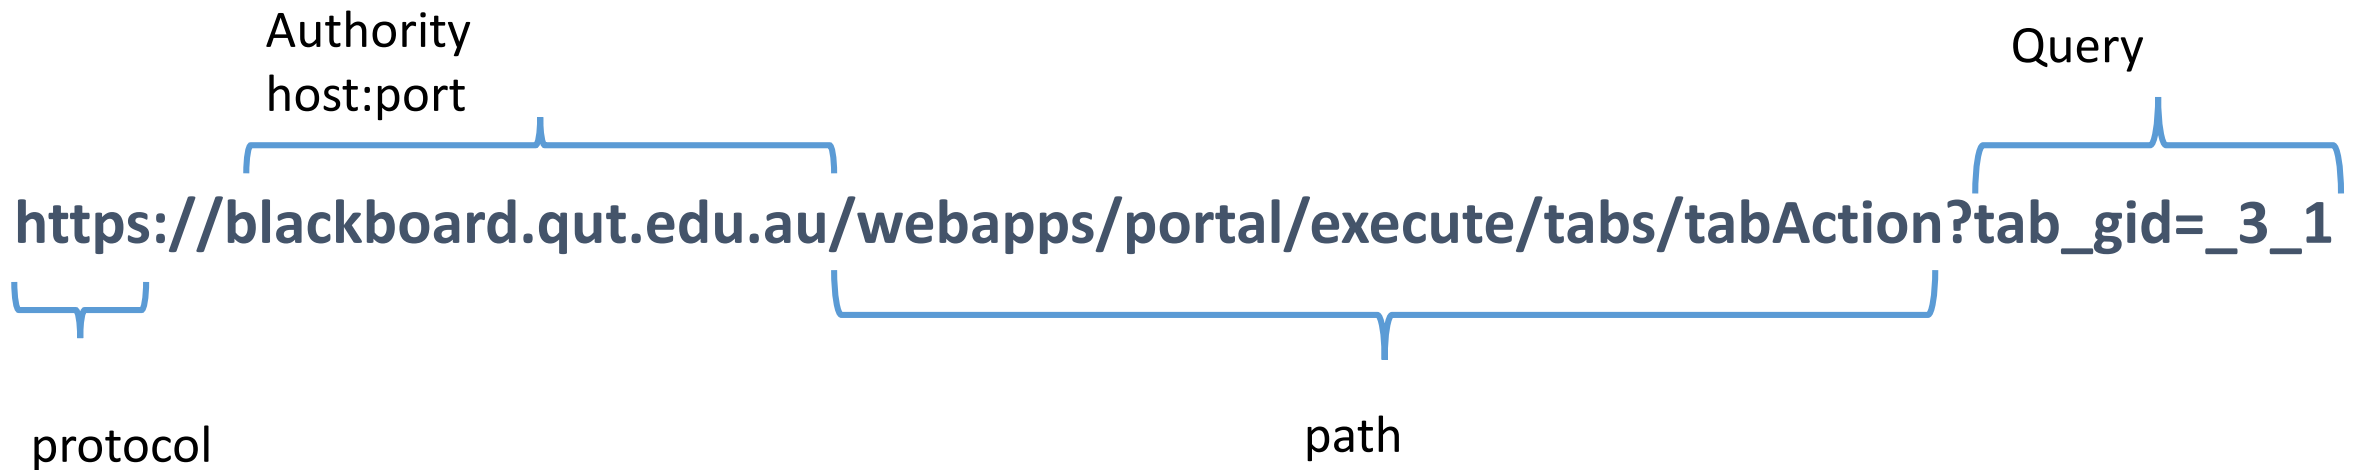 Authority
host:port
Query
https://blackboard.qut.edu.au/webapps/portal/execute/tabs/tabAction?tab_gid=_3_1
protocol
path